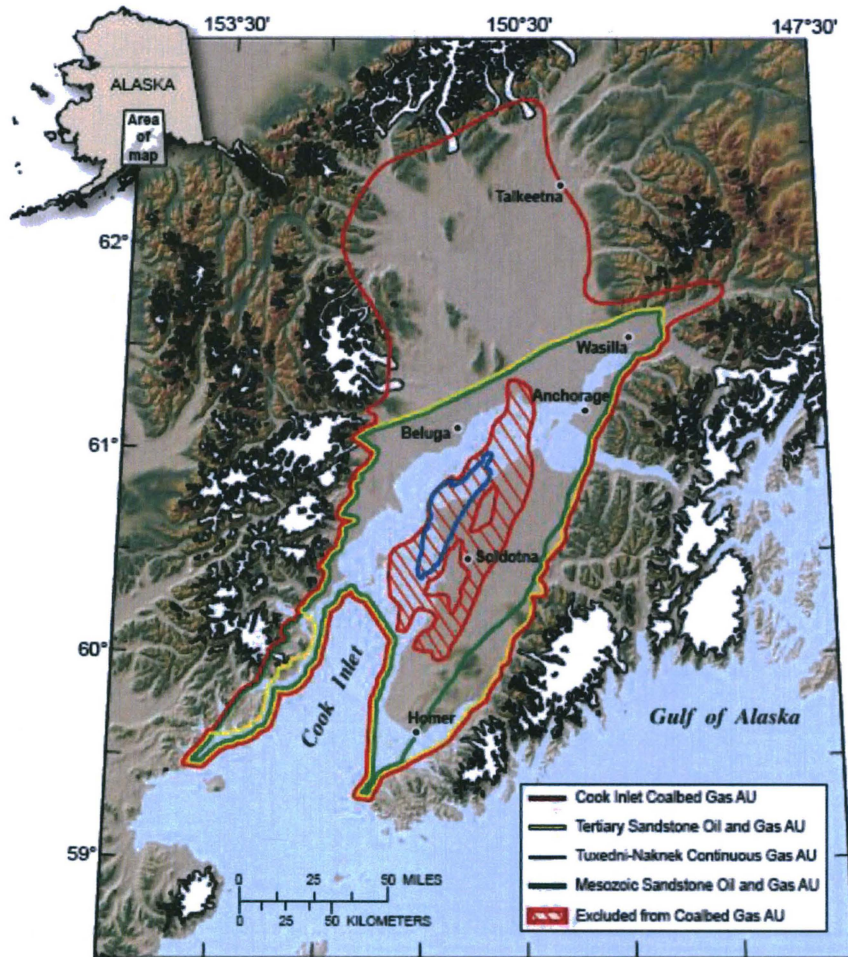 153°30'
150°30'
147°30'
ALASKA
Area
of
map
Talkeetna
62°
Wasilla
Anchorage
61°
Beluga
Soldotna
60°
Cook Inlet
Homer
Gulf of Alaska
Cook Inlet Coalbed Gas AU
Tertiary Sandstone Oil and Gas AU
Tuxedni-Naknek Continuous Gas AU
Mesozoic Sandstone Oil and Gas AU
Excluded from Coalbed Gas AU
59°
0 25 50 MILES
0 25 50 KILOMETERS